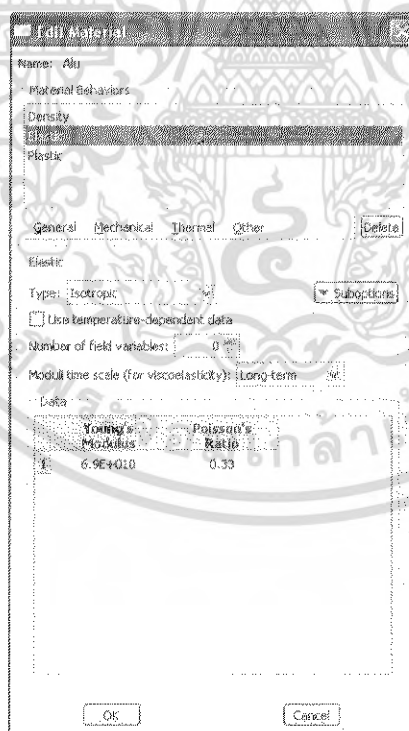 Edit Material
Name: Alu
Material Behaviors
Density
Plastic
General Mechanical Thermal Other Delete
Elastic
Type: Isotropic Suboptions
Use temperature-dependent data
Number of field variables: 0
Moduli time scale (for viscoelasticity): Long-term
Data
Young's Modulus Poisson's Ratio
1 6.9E+010 0.33
OK Cancel